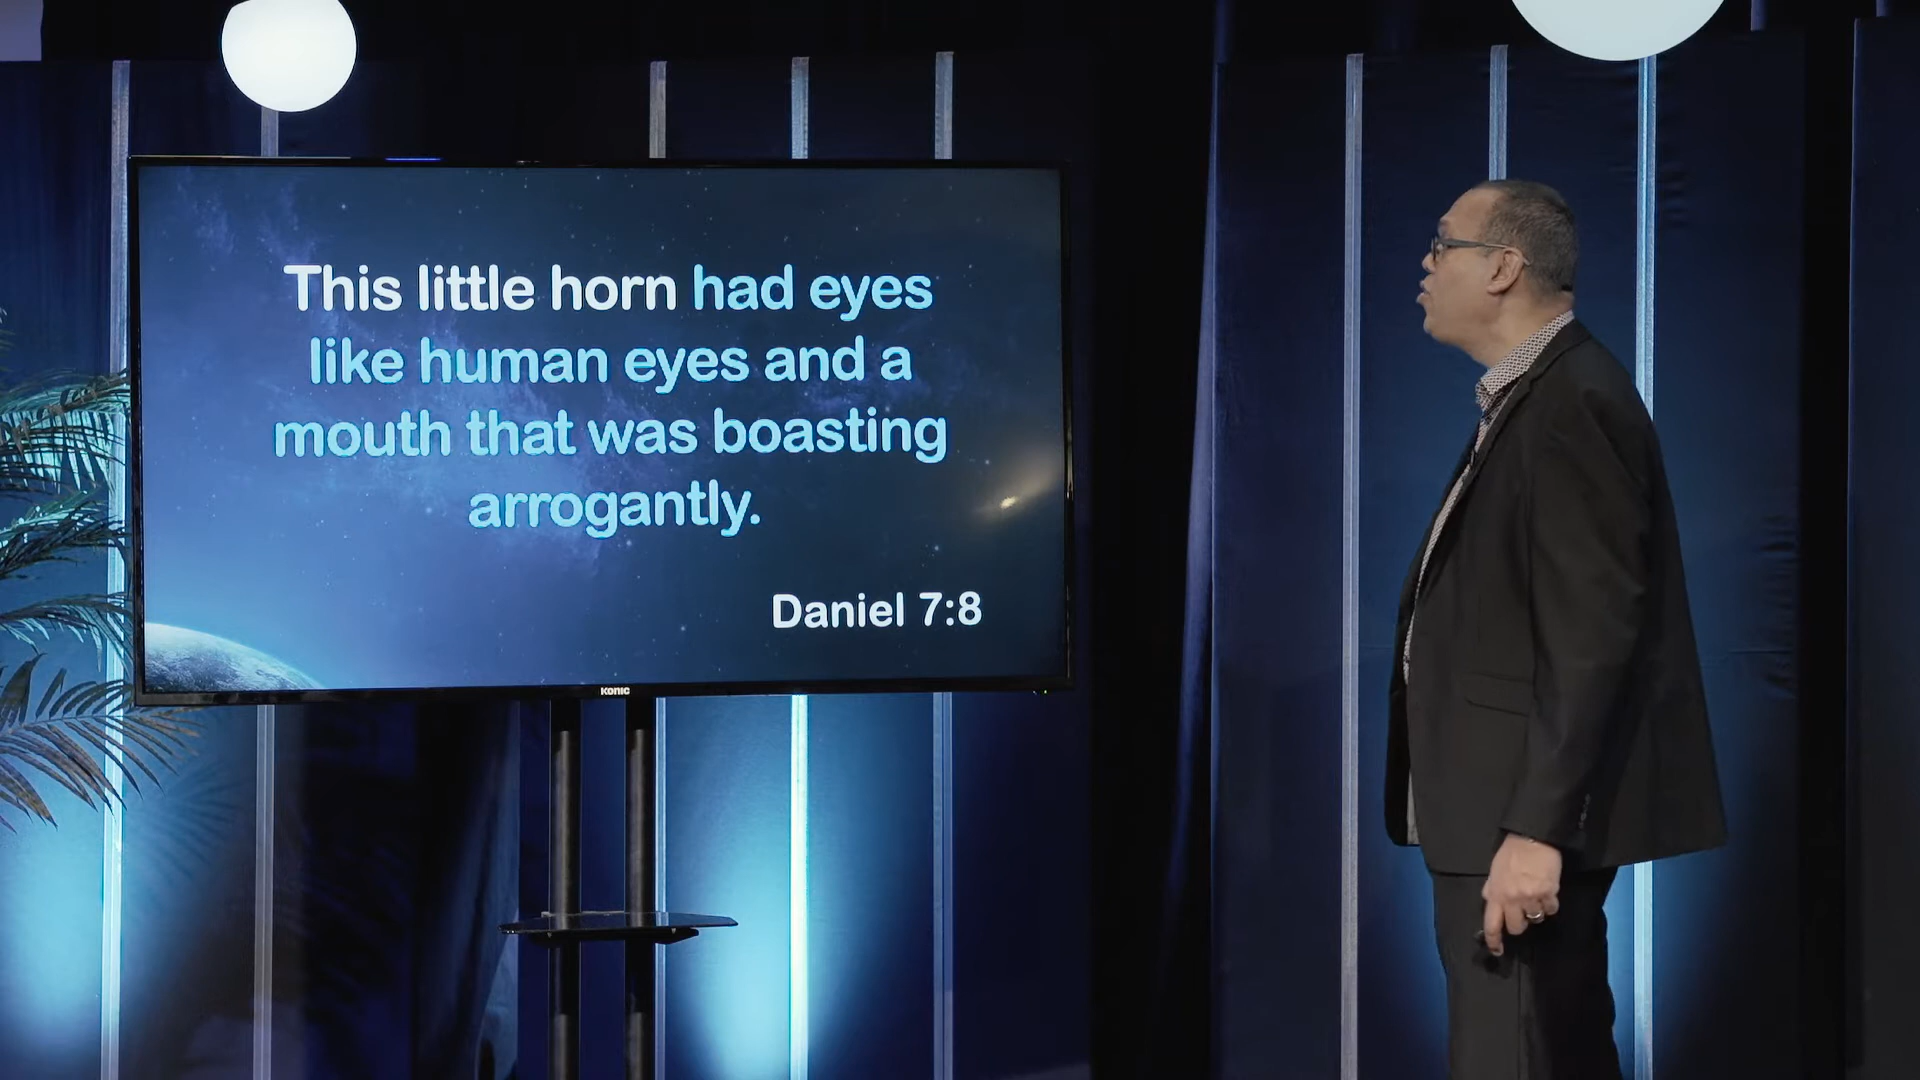 This little horn had eyes
like human eyes and a
mouth that was boasting
arrogantly.
Daniel 7:8
KONIC